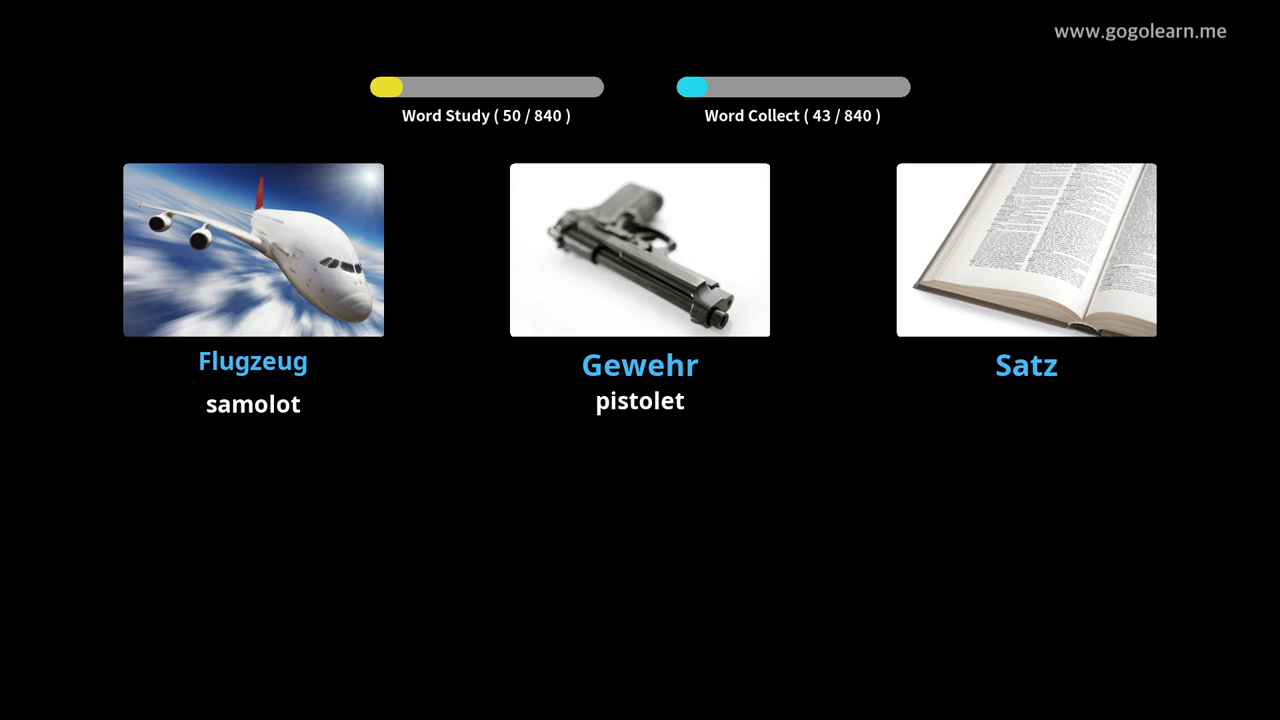 www.gogolearn.me
Word Study ( 50 / 840 )
Word Collect ( 43 / 840 )
Flugzeug
samolot
Gewehr
pistolet
Satz